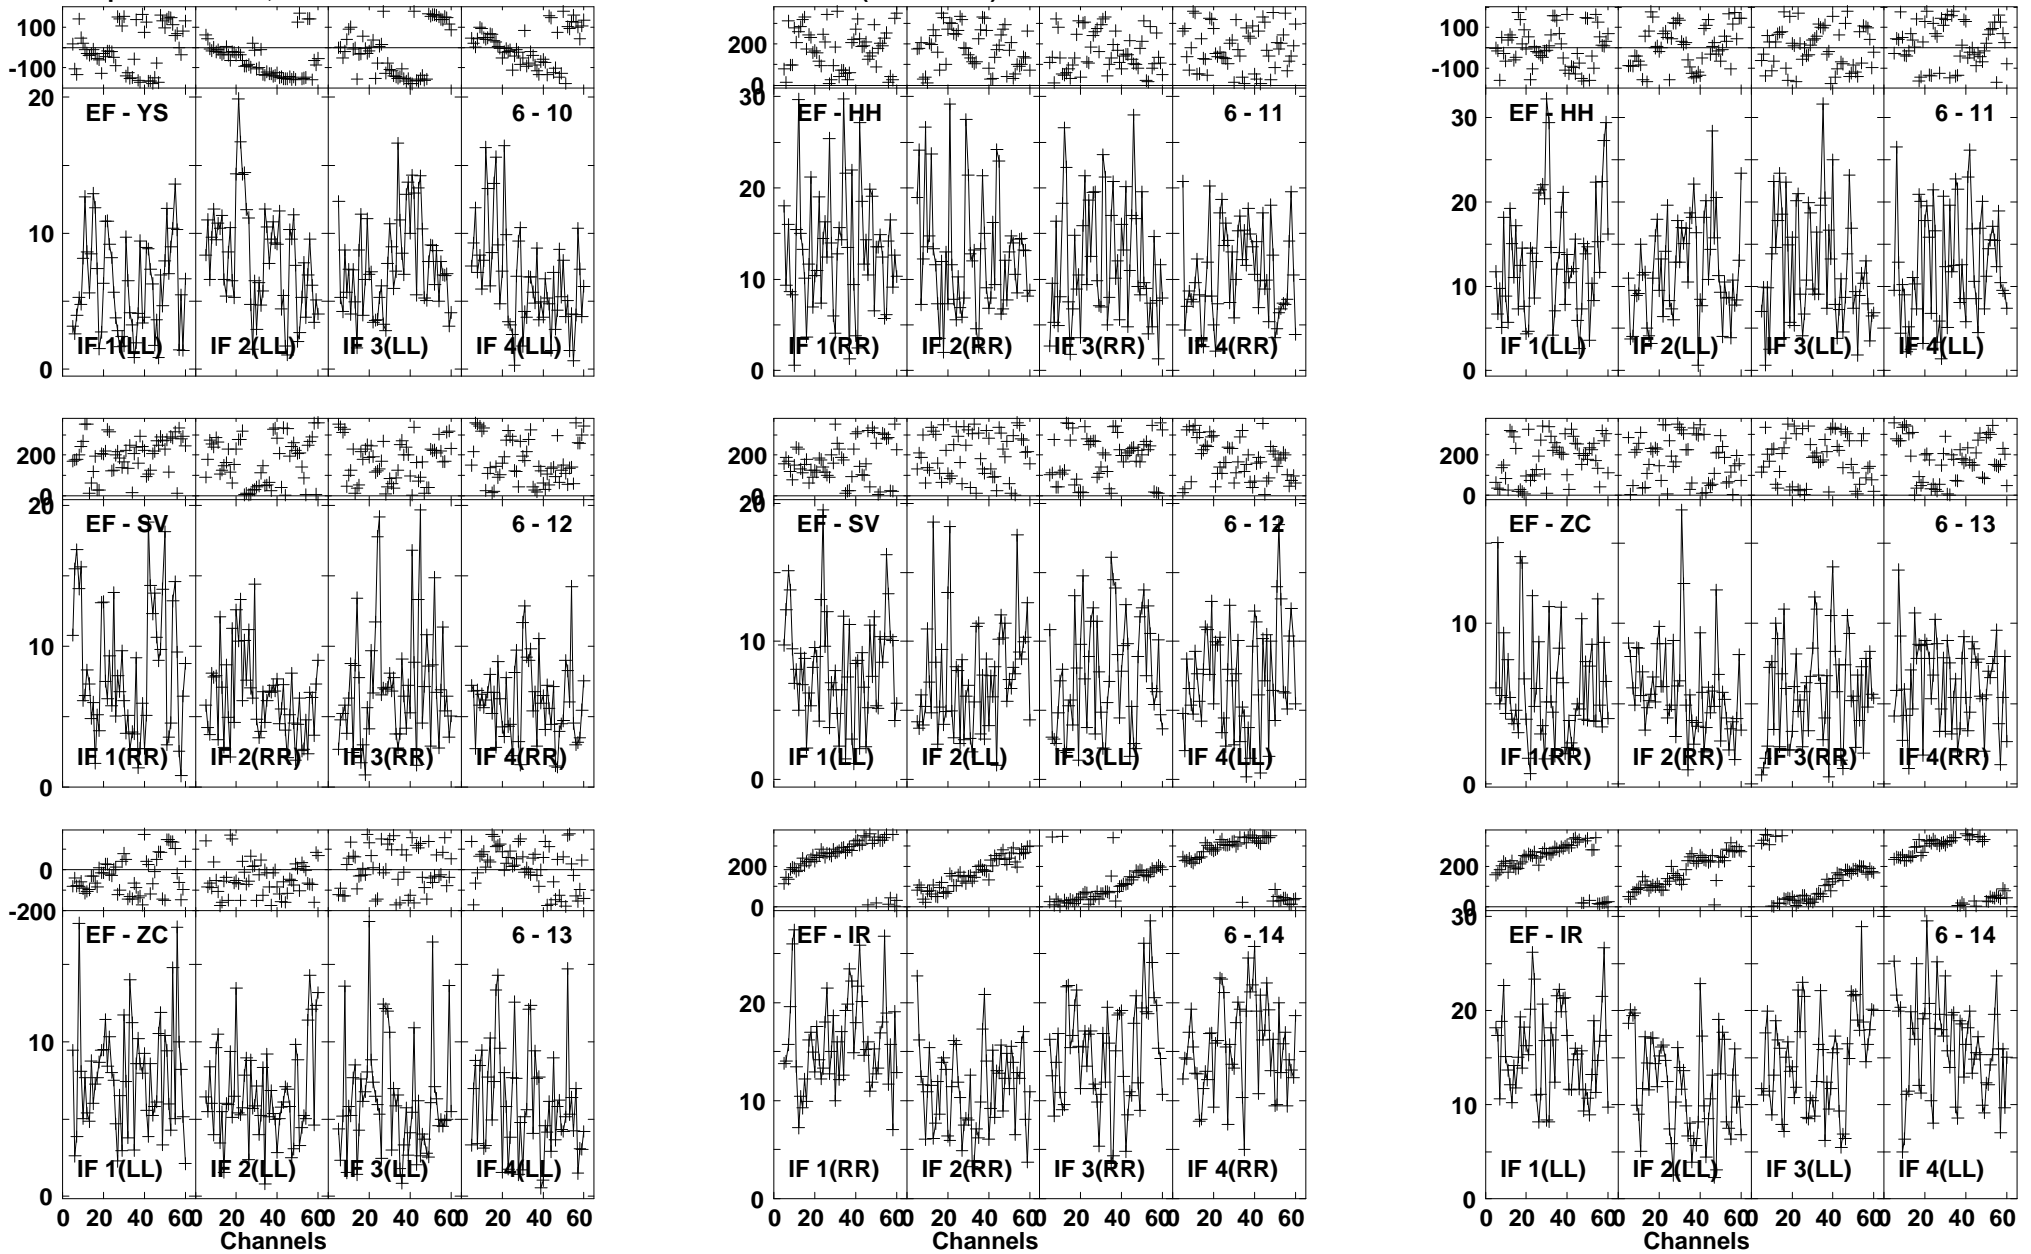 100
-100
20
10
0
EF - YS
6 - 10
IF 1(LL)
IF 2(LL)
IF 3(LL)
IF 4(LL)
200
0
30
20
10
0
EF - HH
6 - 11
IF 1(RR)
IF 2(RR)
IF 3(RR)
IF 4(RR)
100
-100
30
20
10
0
EF - HH
6 - 11
IF 1(LL)
IF 2(LL)
IF 3(LL)
IF 4(LL)
200
0
20
10
0
EF - SV
6 - 12
IF 1(RR)
IF 2(RR)
IF 3(RR)
IF 4(RR)
200
0
20
10
0
EF - SV
6 - 12
IF 1(LL)
IF 2(LL)
IF 3(LL)
IF 4(LL)
200
0
10
0
EF - ZC
6 - 13
IF 1(RR)
IF 2(RR)
IF 3(RR)
IF 4(RR)
0
-200
10
0
EF - ZC
6 - 13
IF 1(LL)
IF 2(LL)
IF 3(LL)
IF 4(LL)
0 20 40 60 0 20 40 60 0 20 40 60 0 20 40 60
Channels
200
0
20
10
0
EF - IR
6 - 14
IF 1(RR)
IF 2(RR)
IF 3(RR)
IF 4(RR)
0 20 40 60 0 20 40 60 0 20 40 60 0 20 40 60
Channels
200
0
30
20
10
0
EF - IR
6 - 14
IF 1(LL)
IF 2(LL)
IF 3(LL)
IF 4(LL)
0 20 40 60 0 20 40 60 0 20 40 60 0 20 40 60
Channels